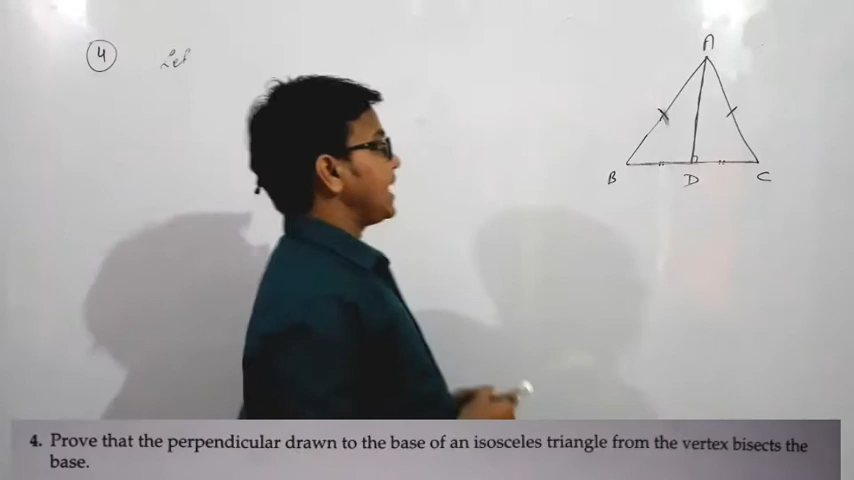 4 Let
A
B D C
4. Prove that the perpendicular drawn to the base of an isosceles triangle from the vertex bisects the
base.